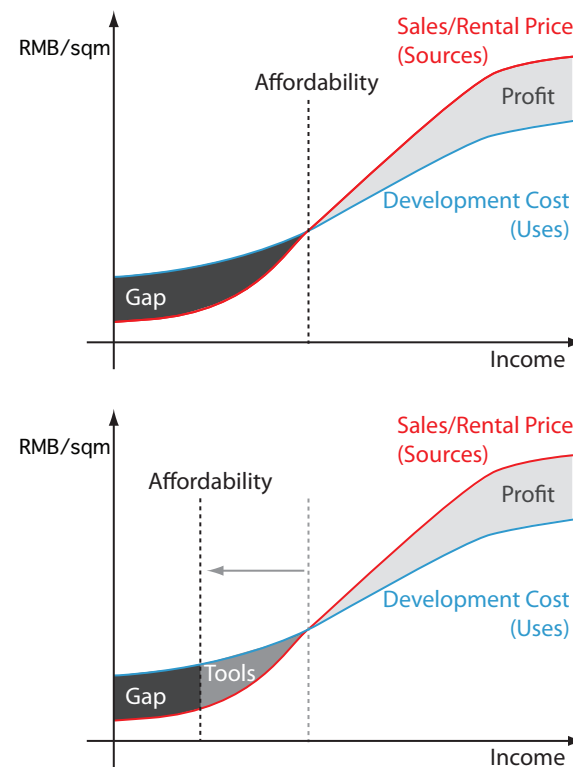 Sales/Rental Price
(Sources)
RMB/sqm
Affordability
Profit
Development Cost
(Uses)
Gap
Income
Sales/Rental Price
(Sources)
RMB/sqm
Affordability
Profit
Development Cost
(Uses)
Tools
Gap
Income